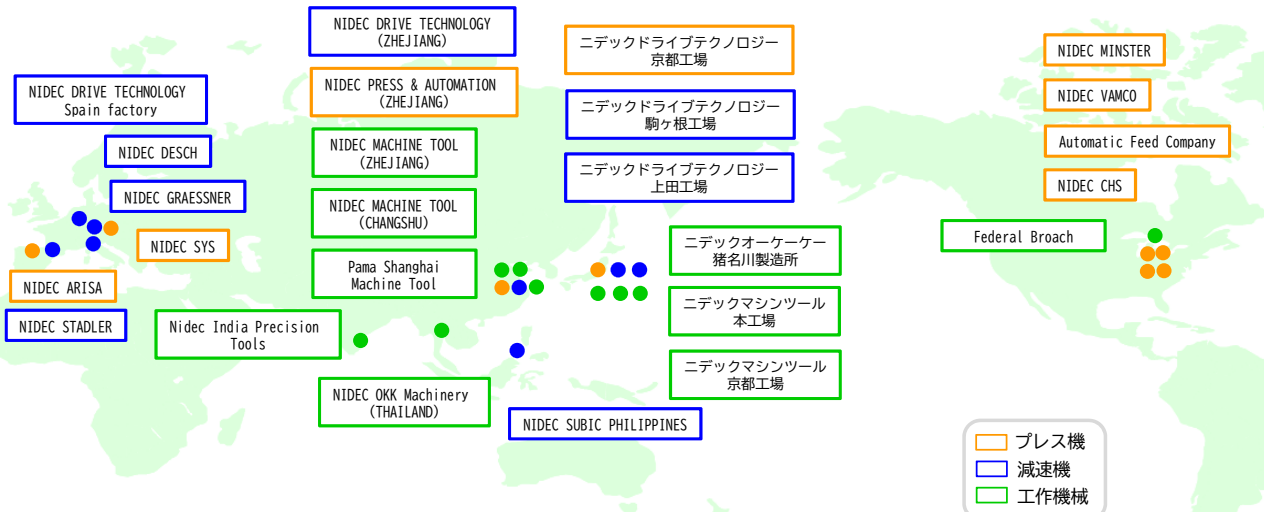 NIDEC DRIVE TECHNOLOGY
Spain factory
NIDEC DESCH
NIDEC GRAESSNER
NIDEC SYS
NIDEC ARISA
NIDEC STADLER
NIDEC DRIVE TECHNOLOGY
(ZHEJIANG)
NIDEC PRESS & AUTOMATION
(ZHEJIANG)
NIDEC MACHINE TOOL
(ZHEJIANG)
NIDEC MACHINE TOOL
(CHANGSHU)
Pama Shanghai
Machine Tool
Nidec India Precision
Tools
NIDEC OKK Machinery
(THAILAND)
NIDEC SUBIC PHILIPPINES
ニデックドライブテクノロジー
京都工場
ニデックドライブテクノロジー
駒ヶ根工場
ニデックドライブテクノロジー
上田工場
ニデックオーケーケー
猪名川製造所
ニデックマシンツール
本工場
ニデックマシンツール
京都工場
NIDEC MINSTER
NIDEC VAMCO
Automatic Feed Company
NIDEC CHS
Federal Broach
プレス機
減速機
工作機械